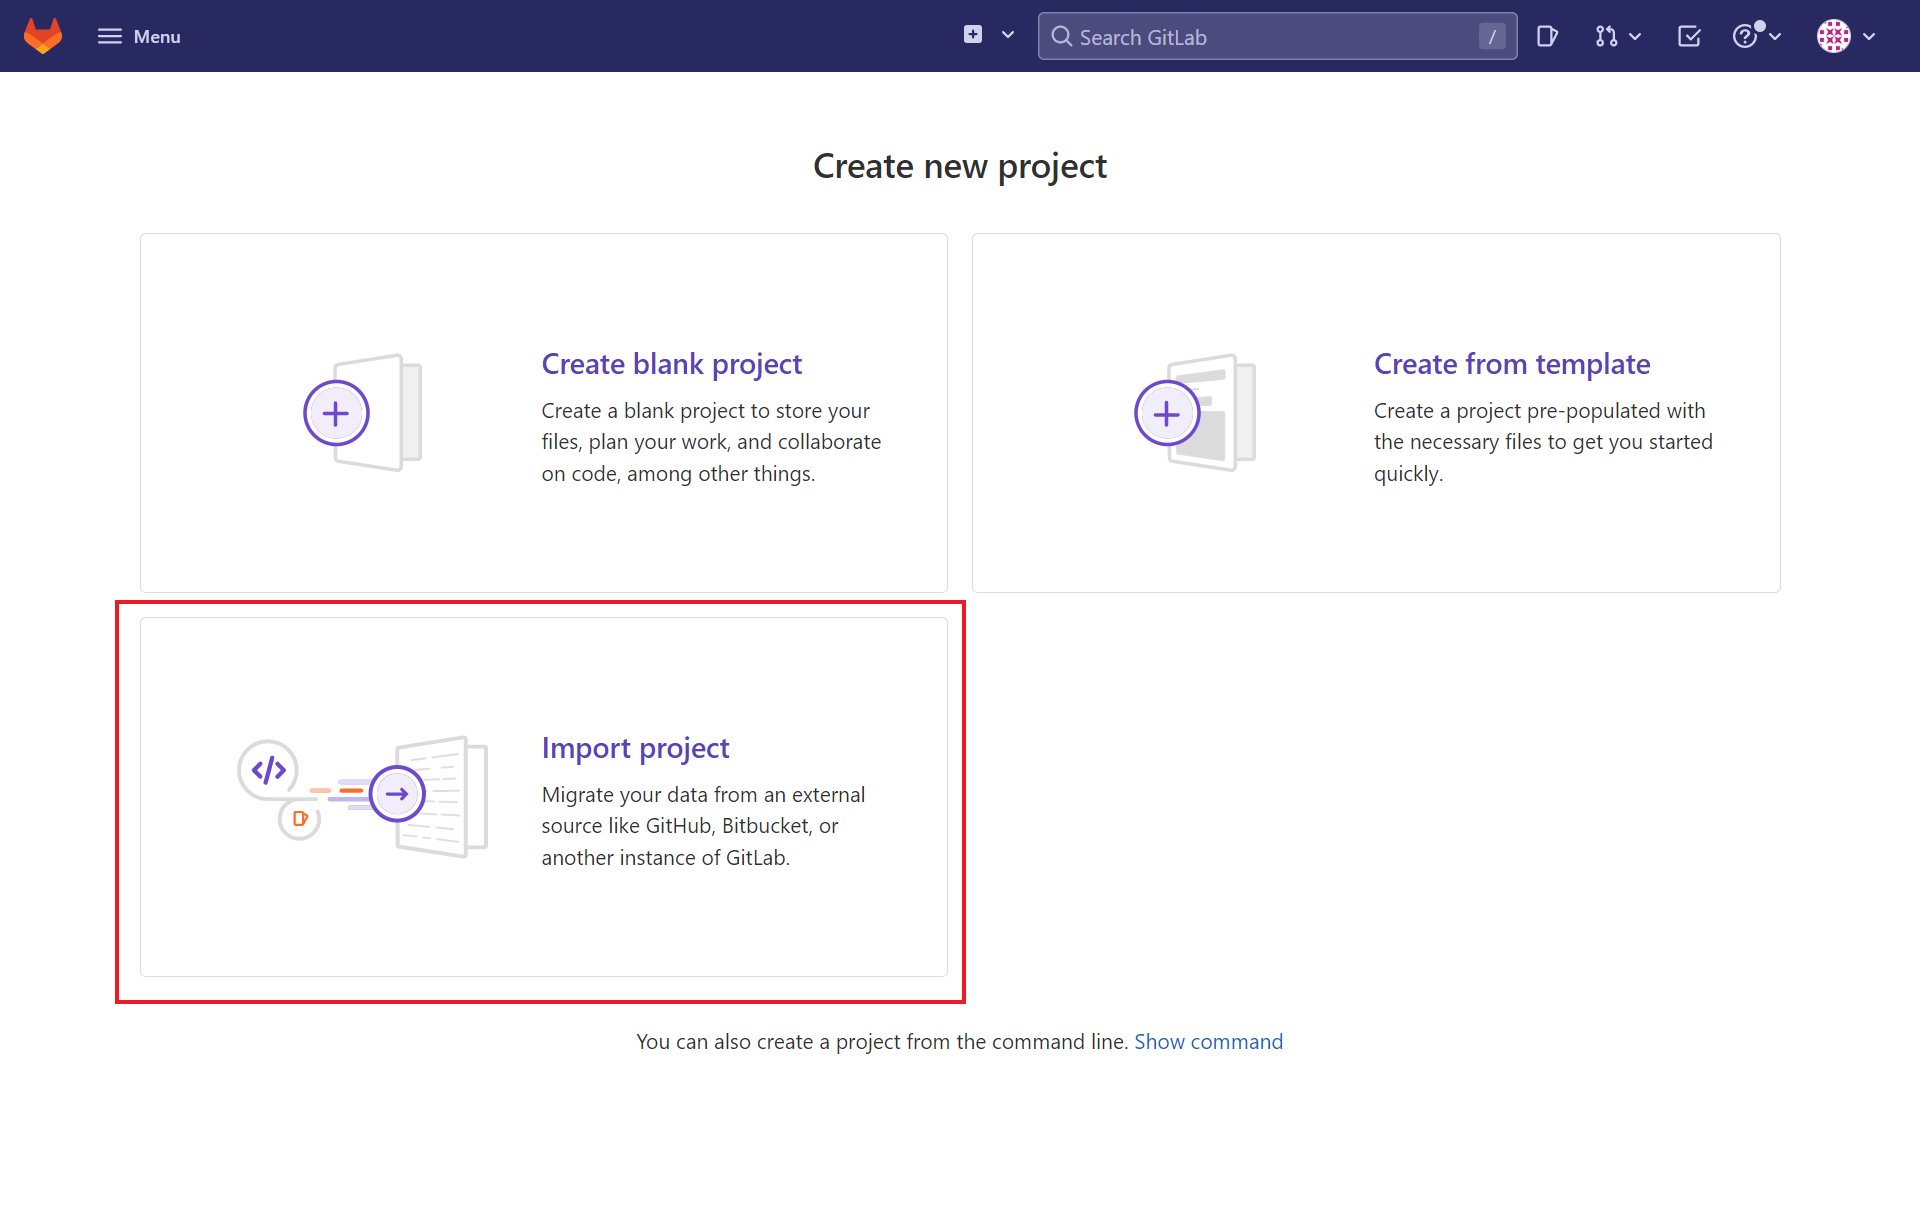 Menu
Search GitLab
/
Create new project
Create blank project
Create a blank project to store your
files, plan your work, and collaborate
on code, among other things.
Create from template
Create a project pre-populated with
the necessary files to get you started
quickly.
Import project
Migrate your data from an external
source like GitHub, Bitbucket, or
another instance of GitLab.
You can also create a project from the command line. Show command